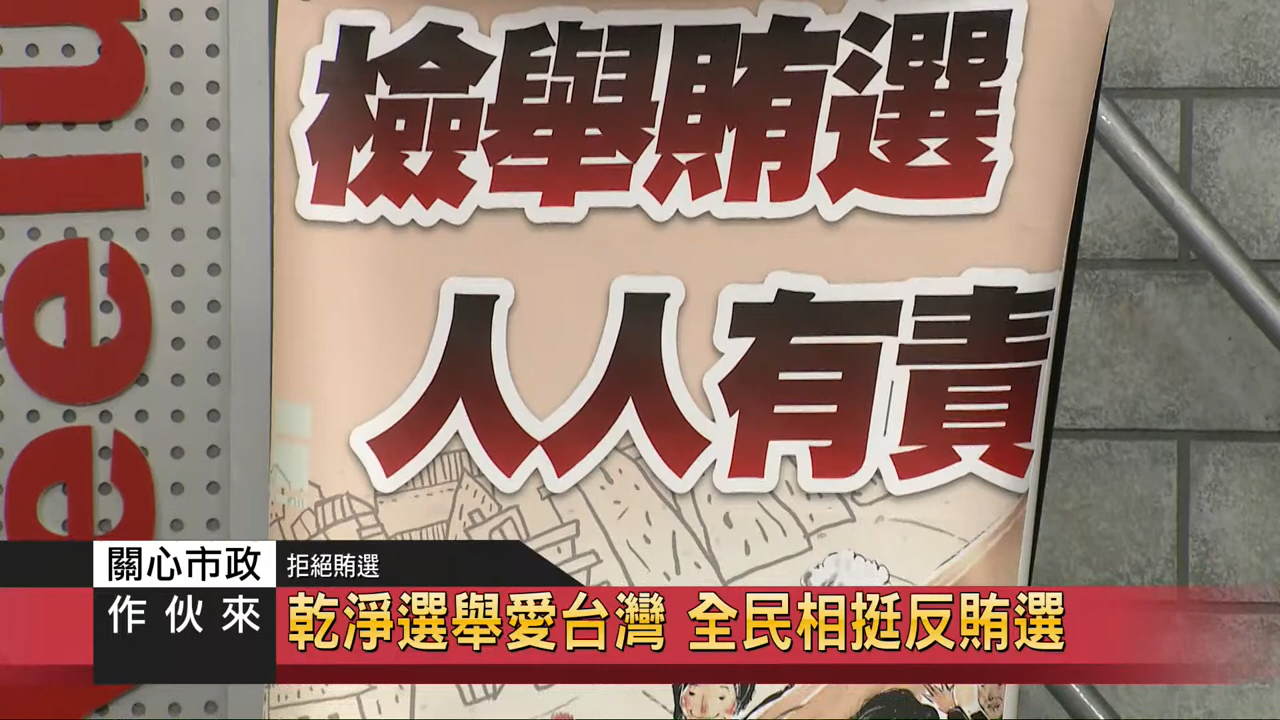 檢舉賄選
人人有責
關心市政
拒絕賄選
作伙來
乾淨選舉愛台灣 全民相挺反賄選